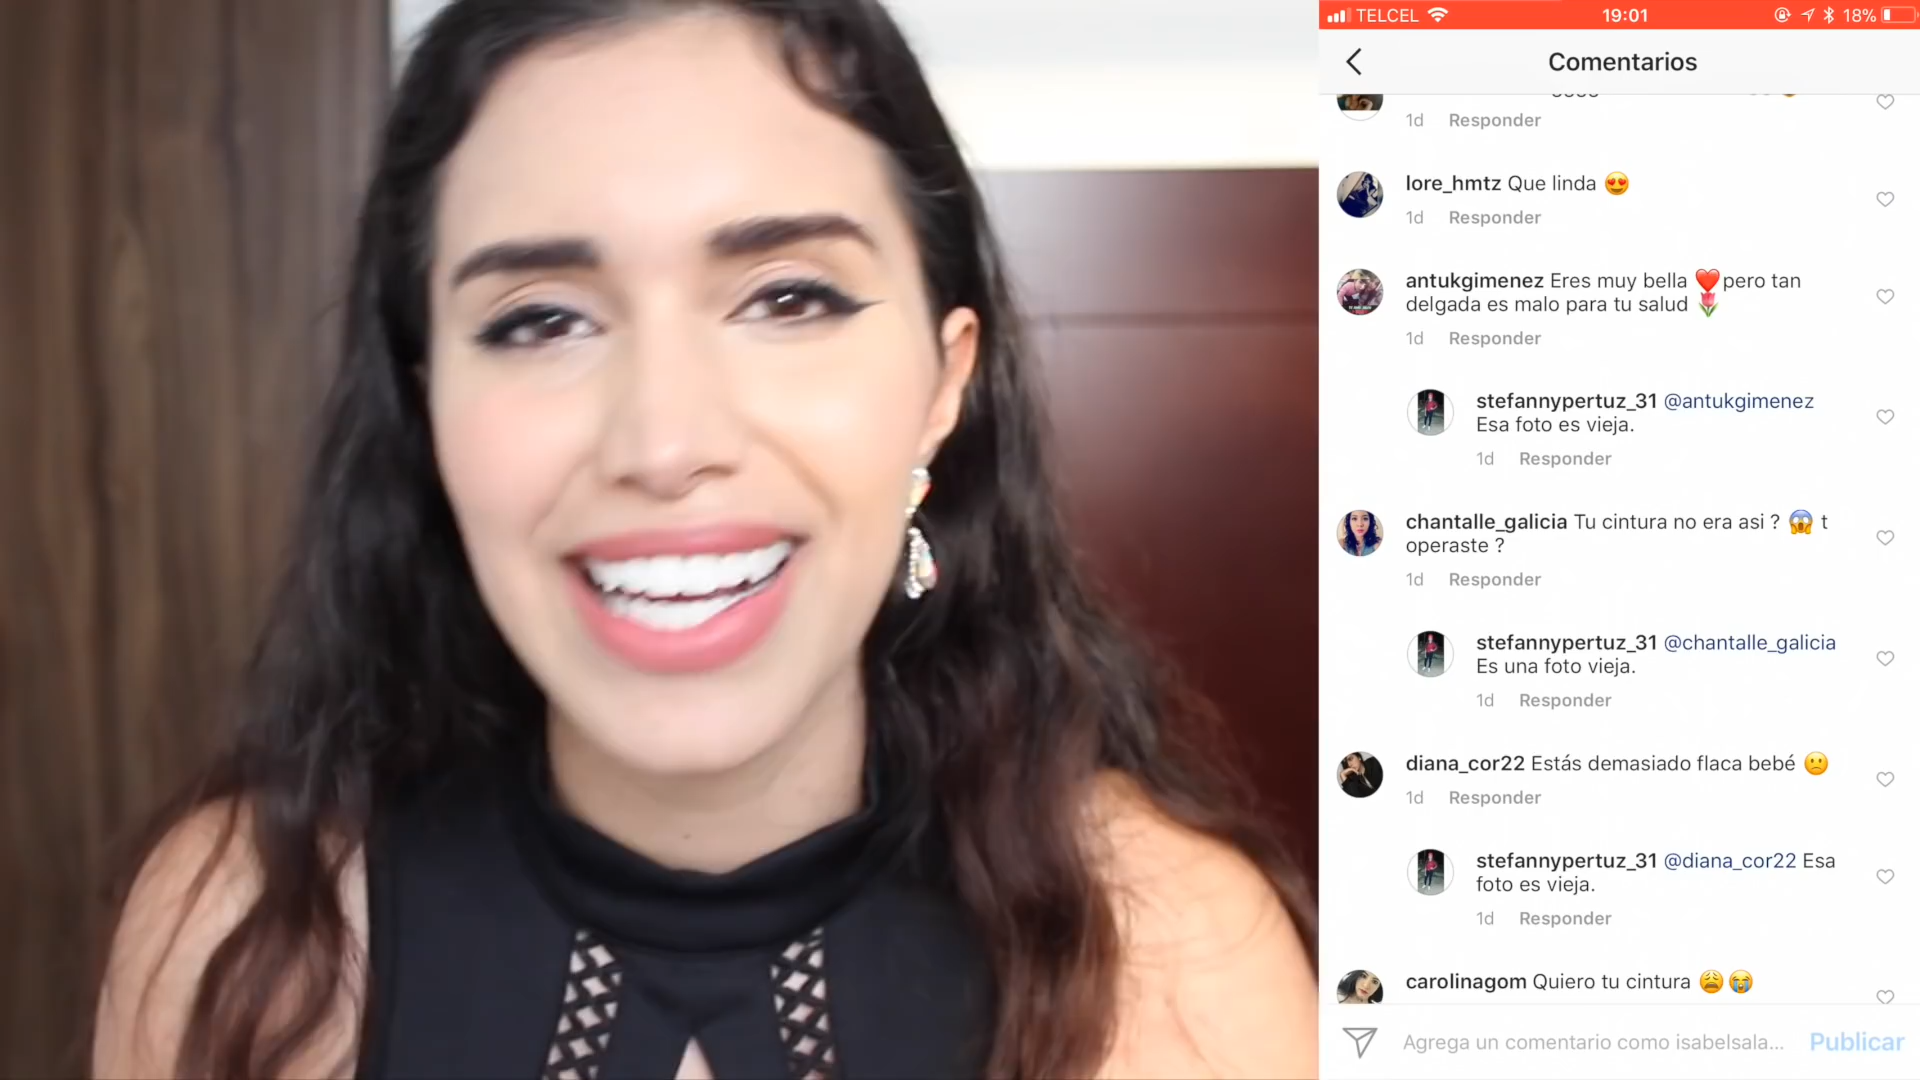 TELCEL 19:01 18%
Comentarios
1d Responder
lore_hmtz Que linda 😍
1d Responder
antukgimenez Eres muy bella ❣️pero tan
delgada es malo para tu salud 🌷
1d Responder
stefannypertuz_31 @antukgimenez
Esa foto es vieja.
1d Responder
chantalle_galicia Tu cintura no era asi ? 😱 t
operaste ?
1d Responder
stefannypertuz_31 @chantalle_galicia
Es una foto vieja.
1d Responder
diana_cor22 Estás demasiado flaca bebé 🙁
1d Responder
stefannypertuz_31 @diana_cor22 Esa
foto es vieja.
1d Responder
carolinagom Quiero tu cintura 😩😭
Agrega un comentario como isabelsala... Publicar